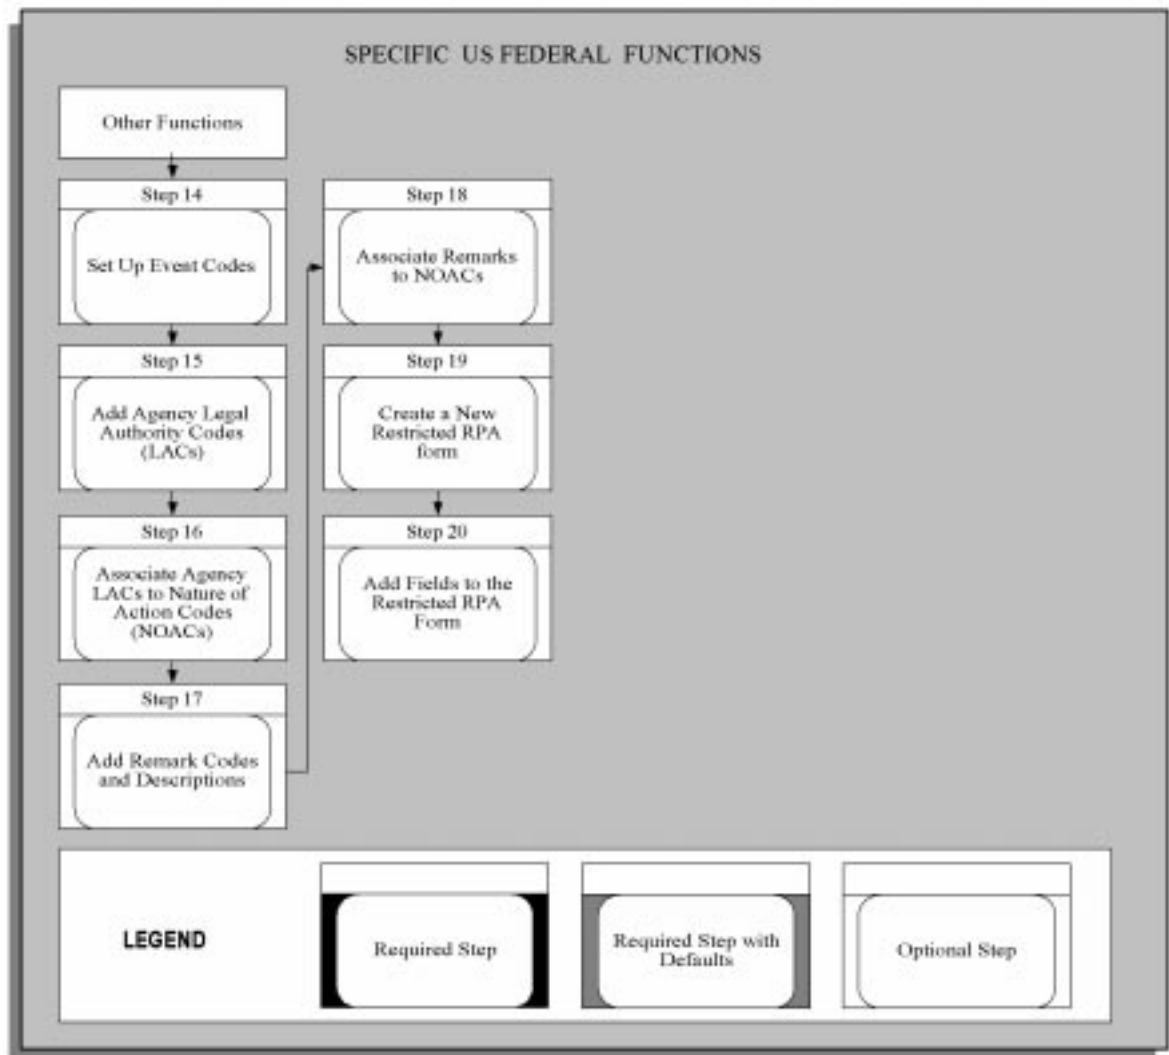 SPECIFIC US FEDERAL FUNCTIONS
Other Functions
Step 14
Set Up Event Codes
Step 15
Add Agency Legal
Authority Codes
(LACs)
Step 16
Associate Agency
LACs to Nature of
Action Codes
(NOACs)
Step 17
Add Remark Codes
and Descriptions
Step 18
Associate Remarks
to NOACs
Step 19
Create a New
Restricted RPA
form
Step 20
Add Fields to the
Restricted RPA
Form
LEGEND
Required Step
Required Step with
Defaults
Optional Step